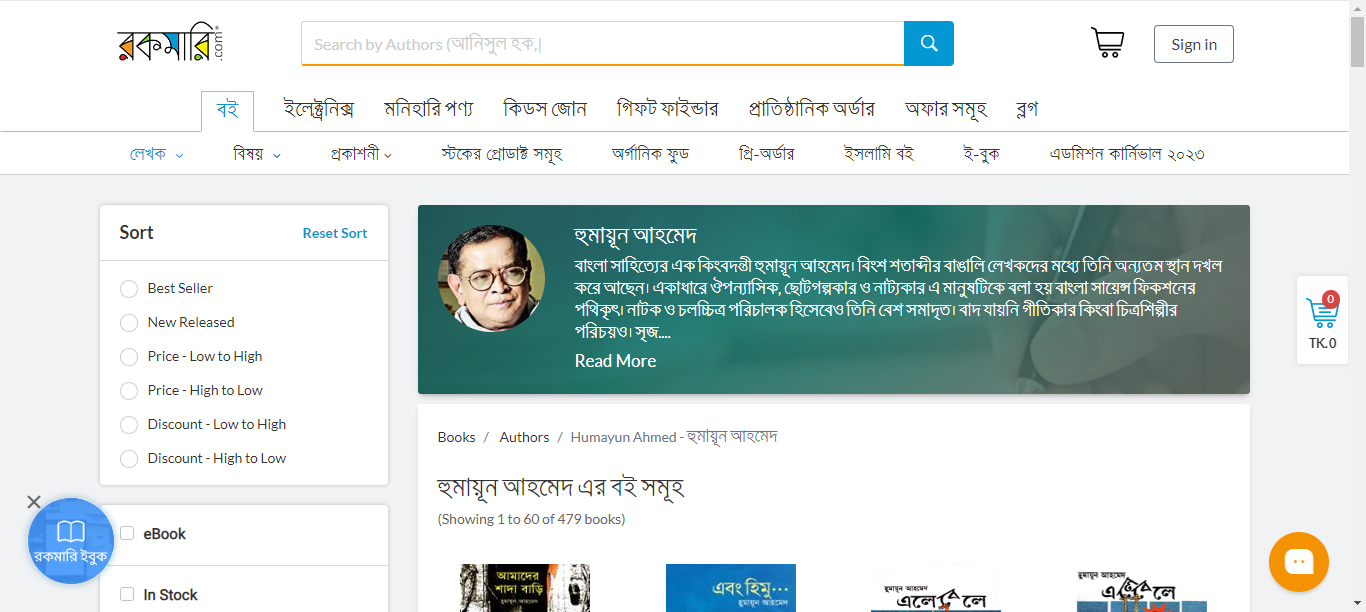 রকমারি .com
Search by Authors (আনিসুল হক,|
Sign in
বই ইলেক্ট্রনিক্স মনিহারি পণ্য কিডস জোন গিফট ফাইন্ডার প্রাতিষ্ঠানিক অর্ডার অফার সমূহ ব্লগ
লেখক বিষয় প্রকাশনী স্টকের প্রোডাক্ট সমূহ অর্গানিক ফুড প্রি-অর্ডার ইসলামি বই ই-বুক এডমিশন কার্নিভাল ২০২৩
Sort Reset Sort
Best Seller
New Released
Price - Low to High
Price - High to Low
Discount - Low to High
Discount - High to Low
eBook
In Stock
রকমারি ইবুক
হুমায়ূন আহমেদ
বাংলা সাহিত্যের এক কিংবদন্তী হুমায়ূন আহমেদ। বিংশ শতাব্দীর বাঙালি লেখকদের মধ্যে তিনি অন্যতম স্থান দখল
করে আছেন। একাধারে ঔপন্যাসিক, ছোটগল্পকার ও নাট্যকার এ মানুষটিকে বলা হয় বাংলা সায়েন্স ফিকশনের
পথিকৃৎ। নাটক ও চলচ্চিত্র পরিচালক হিসেবেও তিনি বেশ সমাদৃত। বাদ যায়নি গীতিকার কিংবা চিত্রশিল্পীর
পরিচয়ও। সৃজ....
Read More
0
TK.0
Books / Authors / Humayun Ahmed - হুমায়ূন আহমেদ
হুমায়ূন আহমেদ এর বই সমূহ
(Showing 1 to 60 of 479 books)
আমাদের
শাদা বাড়ি
হুমায়ূন আহমেদ
এবং হিমু...
হুমায়ূন আহমেদ
হুমায়ূন আহমেদ
হুমায়ূন আহমেদ